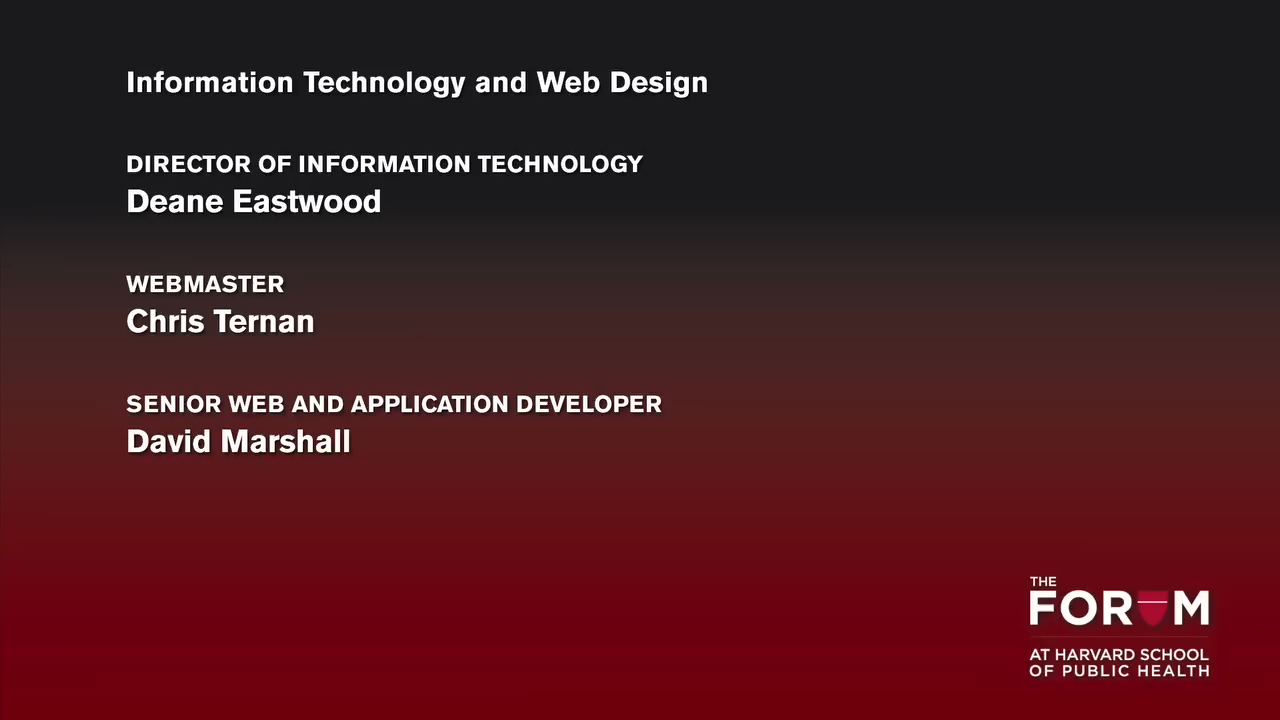 Information Technology and Web Design
DIRECTOR OF INFORMATION TECHNOLOGY
Deane Eastwood
WEBMASTER
Chris Ternan
SENIOR WEB AND APPLICATION DEVELOPER
David Marshall
THE
FORUM
AT HARVARD SCHOOL
OF PUBLIC HEALTH